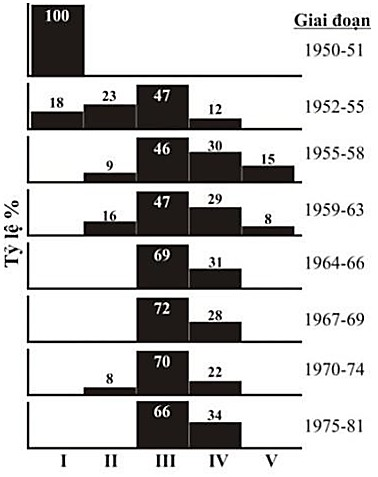 Giai đoạn
100
1950-51
18 23 47 12
1952-55
9 46 30 15
1955-58
16 47 29 8
1959-63
69 31
1964-66
72 28
1967-69
8 70 22
1970-74
66 34
1975-81
I II III IV V
Tỷ lệ %